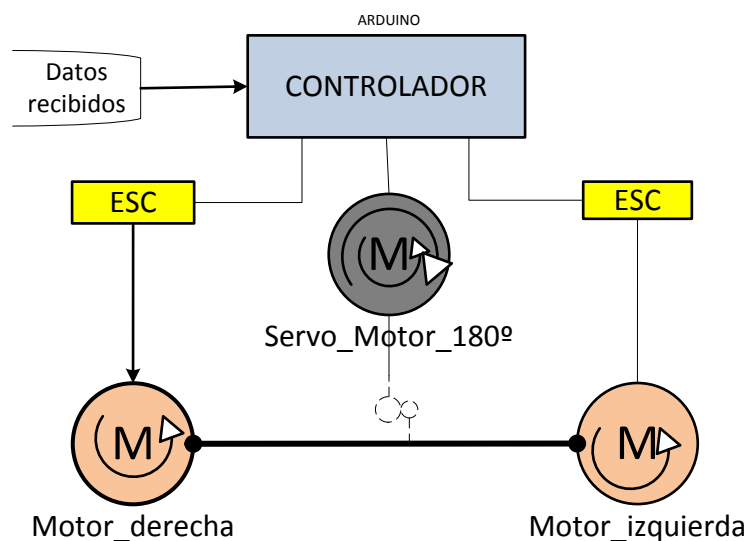 ARDUINO
Datos
recibidos
CONTROLADOR
ESC
ESC
M
Servo_Motor_180º
M
M
Motor_derecha
Motor_izquierda